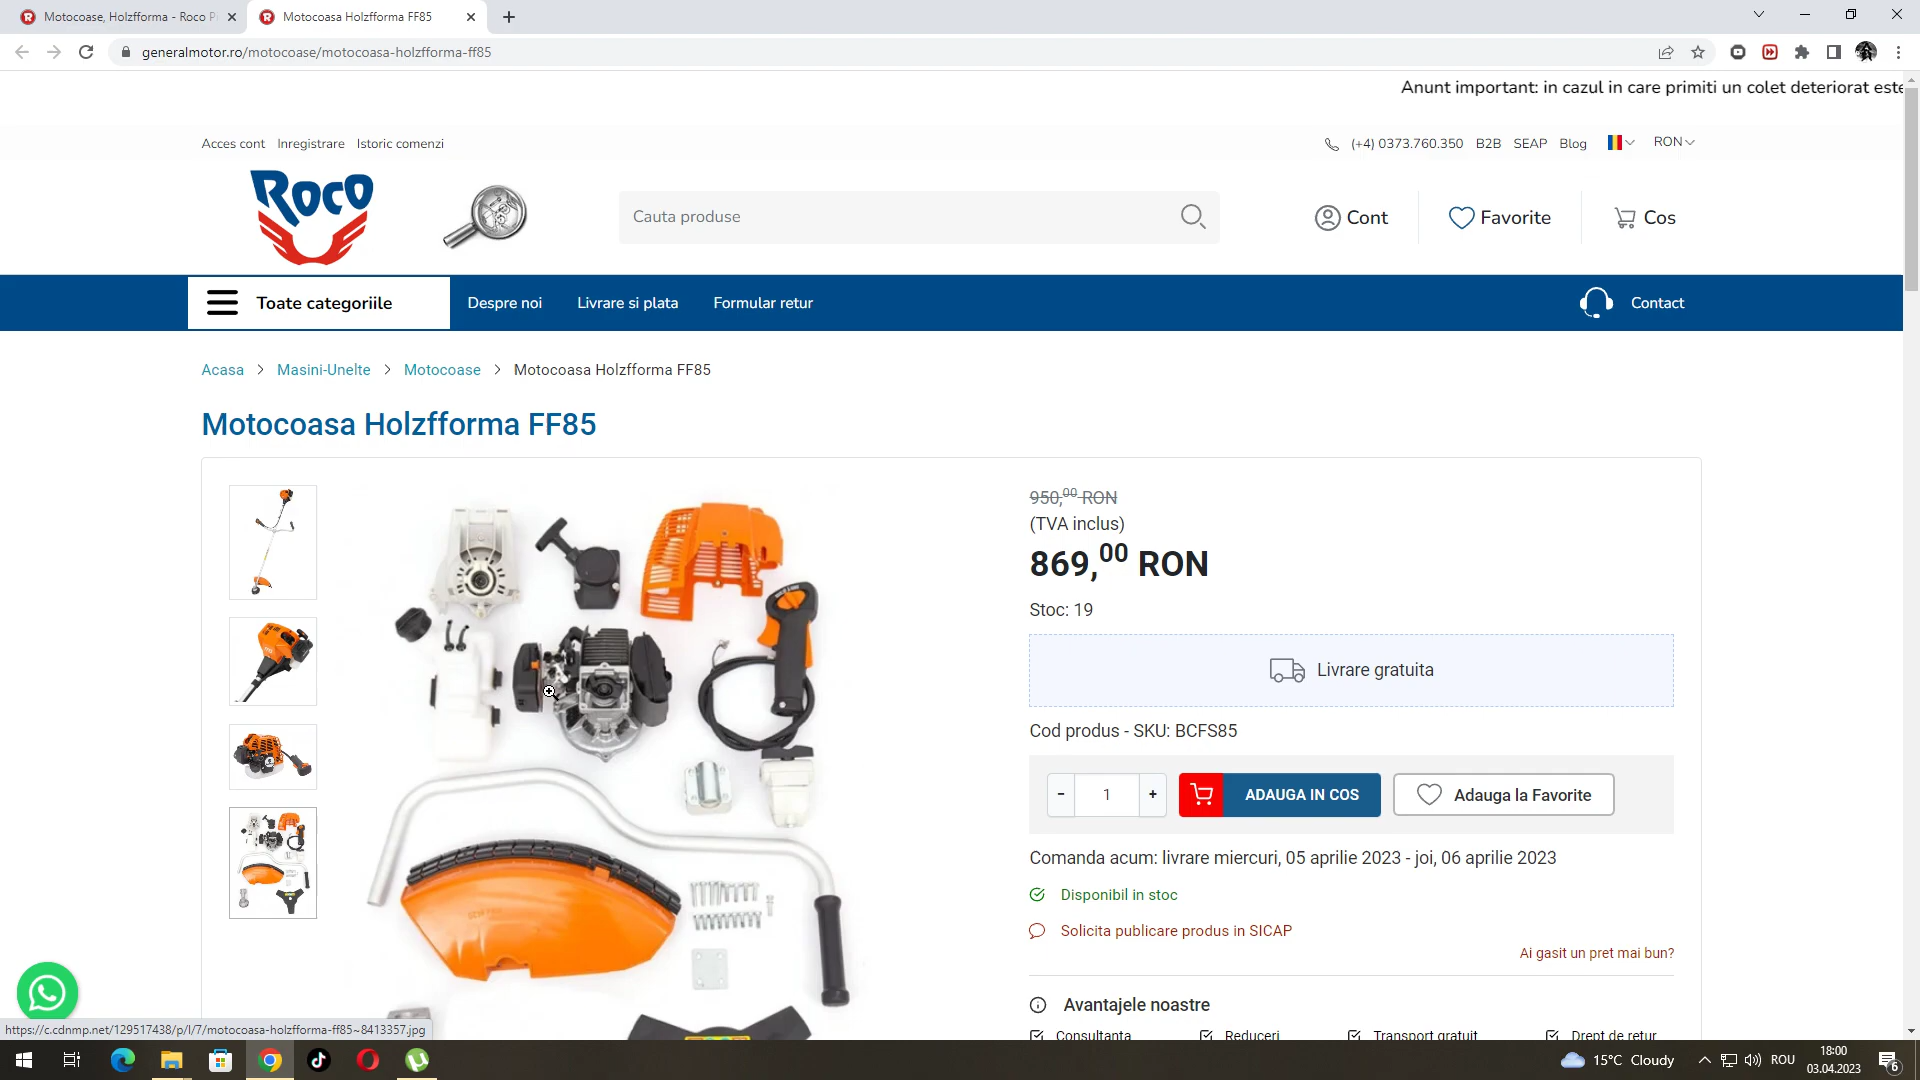 Motocoase, Holzfforma - Roco P
Motocoasa Holzfforma FF85
generalmotor.ro/motocoase/motocoasa-holzfforma-ff85
Anunt important: in cazul in care primiti un colet deteriorat este
Acces cont Inregistrare Istoric comenzi
(+4) 0373.760.350 B2B SEAP Blog RON
ROCO
Cauta produse
Cont Favorite Cos
Toate categoriile Despre noi Livrare si plata Formular retur Contact
Acasa > Masini-Unelte > Motocoase > Motocoasa Holzfforma FF85
Motocoasa Holzfforma FF85
950,00 RON
(TVA inclus)
869,00 RON
Stoc: 19
Livrare gratuita
Cod produs - SKU: BCFS85
- 1 + ADAUGA IN COS Adauga la Favorite
Comanda acum: livrare miercuri, 05 aprilie 2023 - joi, 06 aprilie 2023
Disponibil in stoc
Solicita publicare produs in SICAP
Ai gasit un pret mai bun?
Avantajele noastre
Consultanta Reduceri Transport gratuit Drept de retur
https://c.cdnmp.net/129517438/p/l/7/motocoasa-holzfforma-ff85~8413357.jpg
15°C Cloudy
ROU
18:00
03.04.2023
6